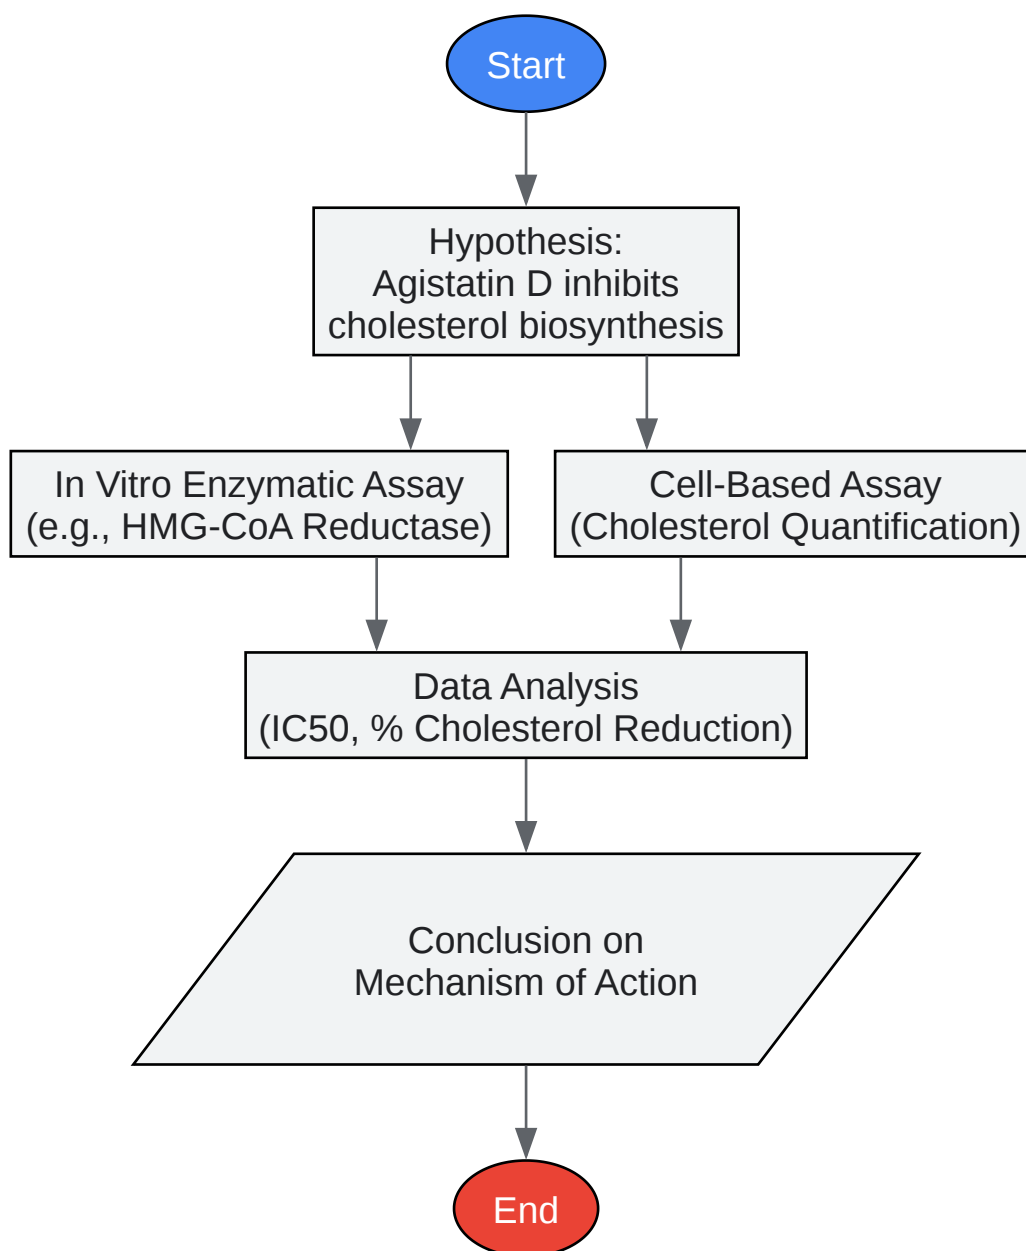 Start
Hypothesis:
Agistatin D inhibits
cholesterol biosynthesis
In Vitro Enzymatic Assay
(e.g., HMG-CoA Reductase)
Cell-Based Assay
(Cholesterol Quantification)
Data Analysis
(IC50, % Cholesterol Reduction)
Conclusion on
Mechanism of Action
End